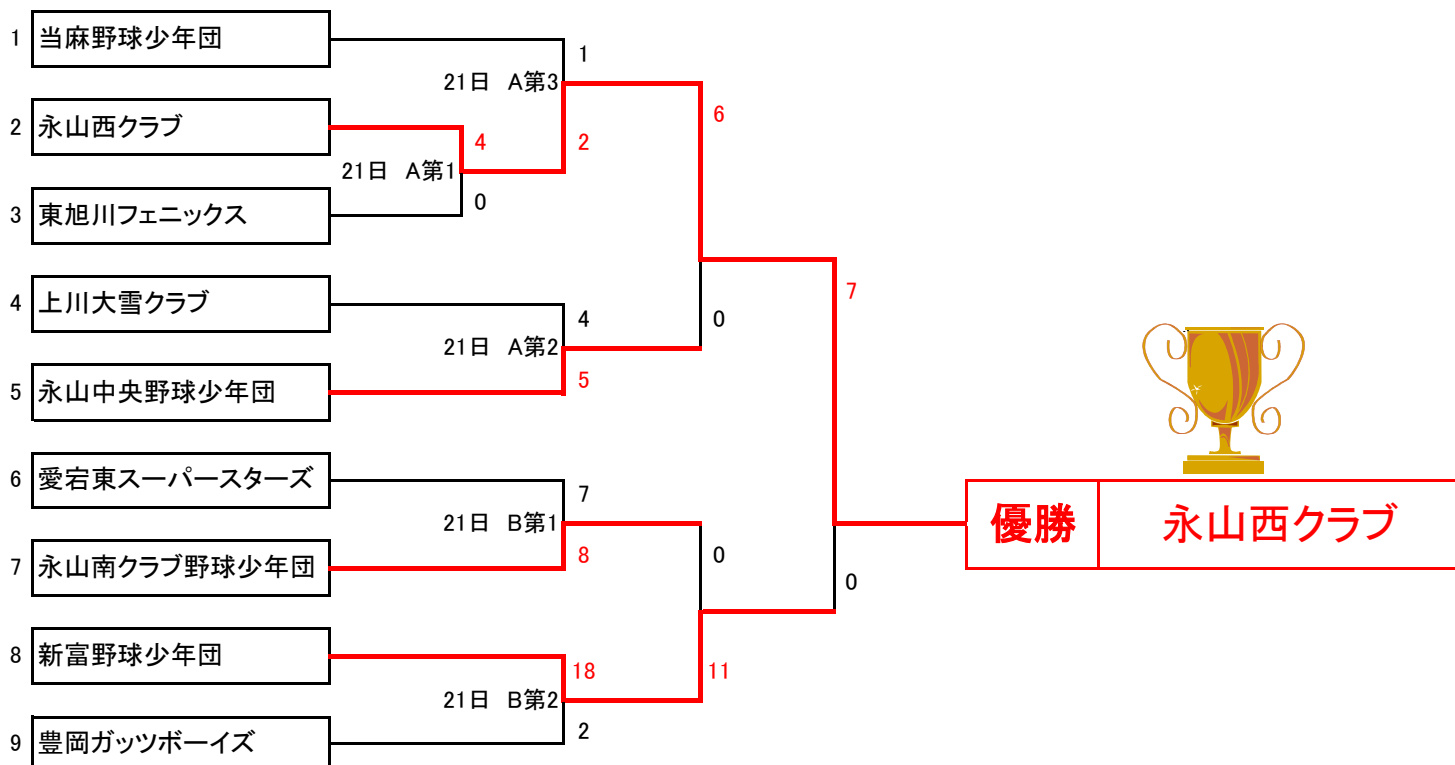 1 当麻野球少年団
1
21日 A第3
6
2 永山西クラブ
4
2
21日 A第1
0
3 東旭川フェニックス
7
4 上川大雪クラブ
4
0
21日 A第2
5
5 永山中央野球少年団
6 愛宕東スーパースターズ
7
優勝 永山西クラブ
21日 B第1
8
0
7 永山南クラブ野球少年団
0
8 新富野球少年団
18
11
21日 B第2
2
9 豊岡ガッツボーイズ